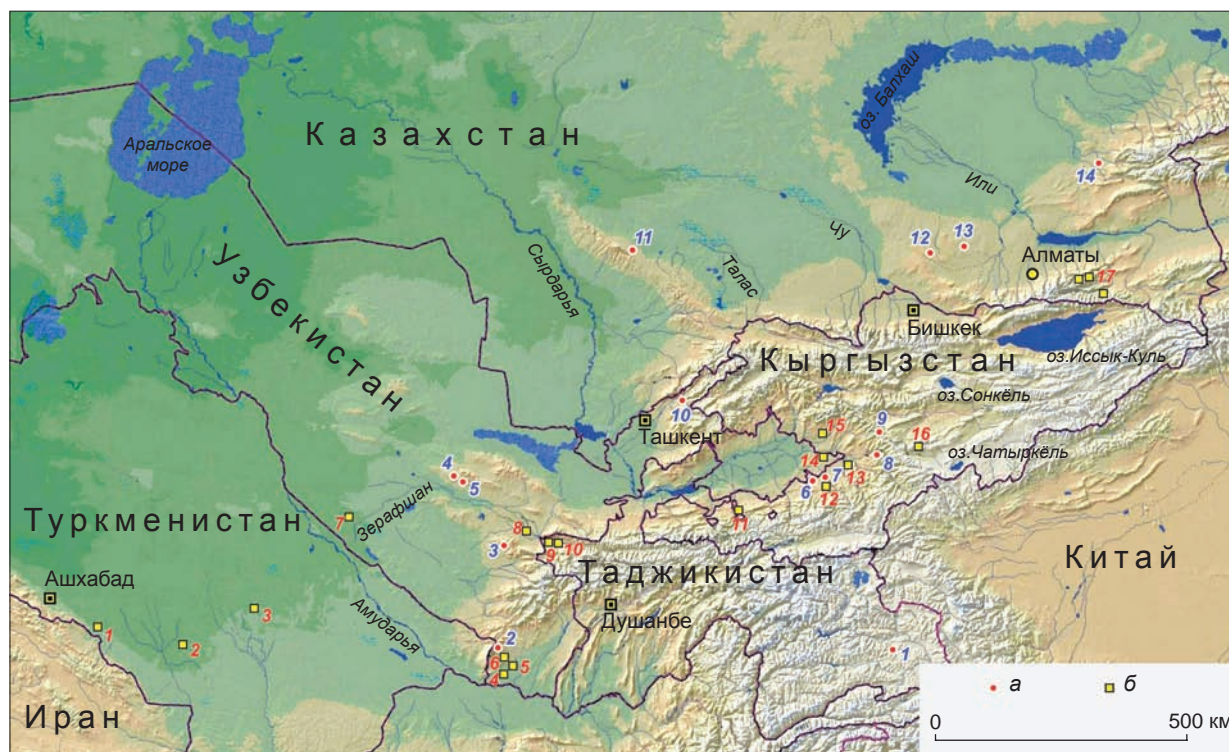 Казахстан
Аральское
море
оз. Балхаш
Или
14
Узбекистан
Сырдарья
11
Талас
Чу
12
13
Алматы
17
Бишкек
Кыргызстан
оз.Иссык-Куль
оз.Сонкёль
10
Ташкент
15
9
16
оз.Чатыркёль
14
8
13
4
5
6
7
12
Туркменистан
7
Зерафшан
8
11
3
9
10
Таджикистан
Китай
Ашхабад
Душанбе
1
2
3
Амударья
2
6
5
4
1
Иран
а
б
0
500 км